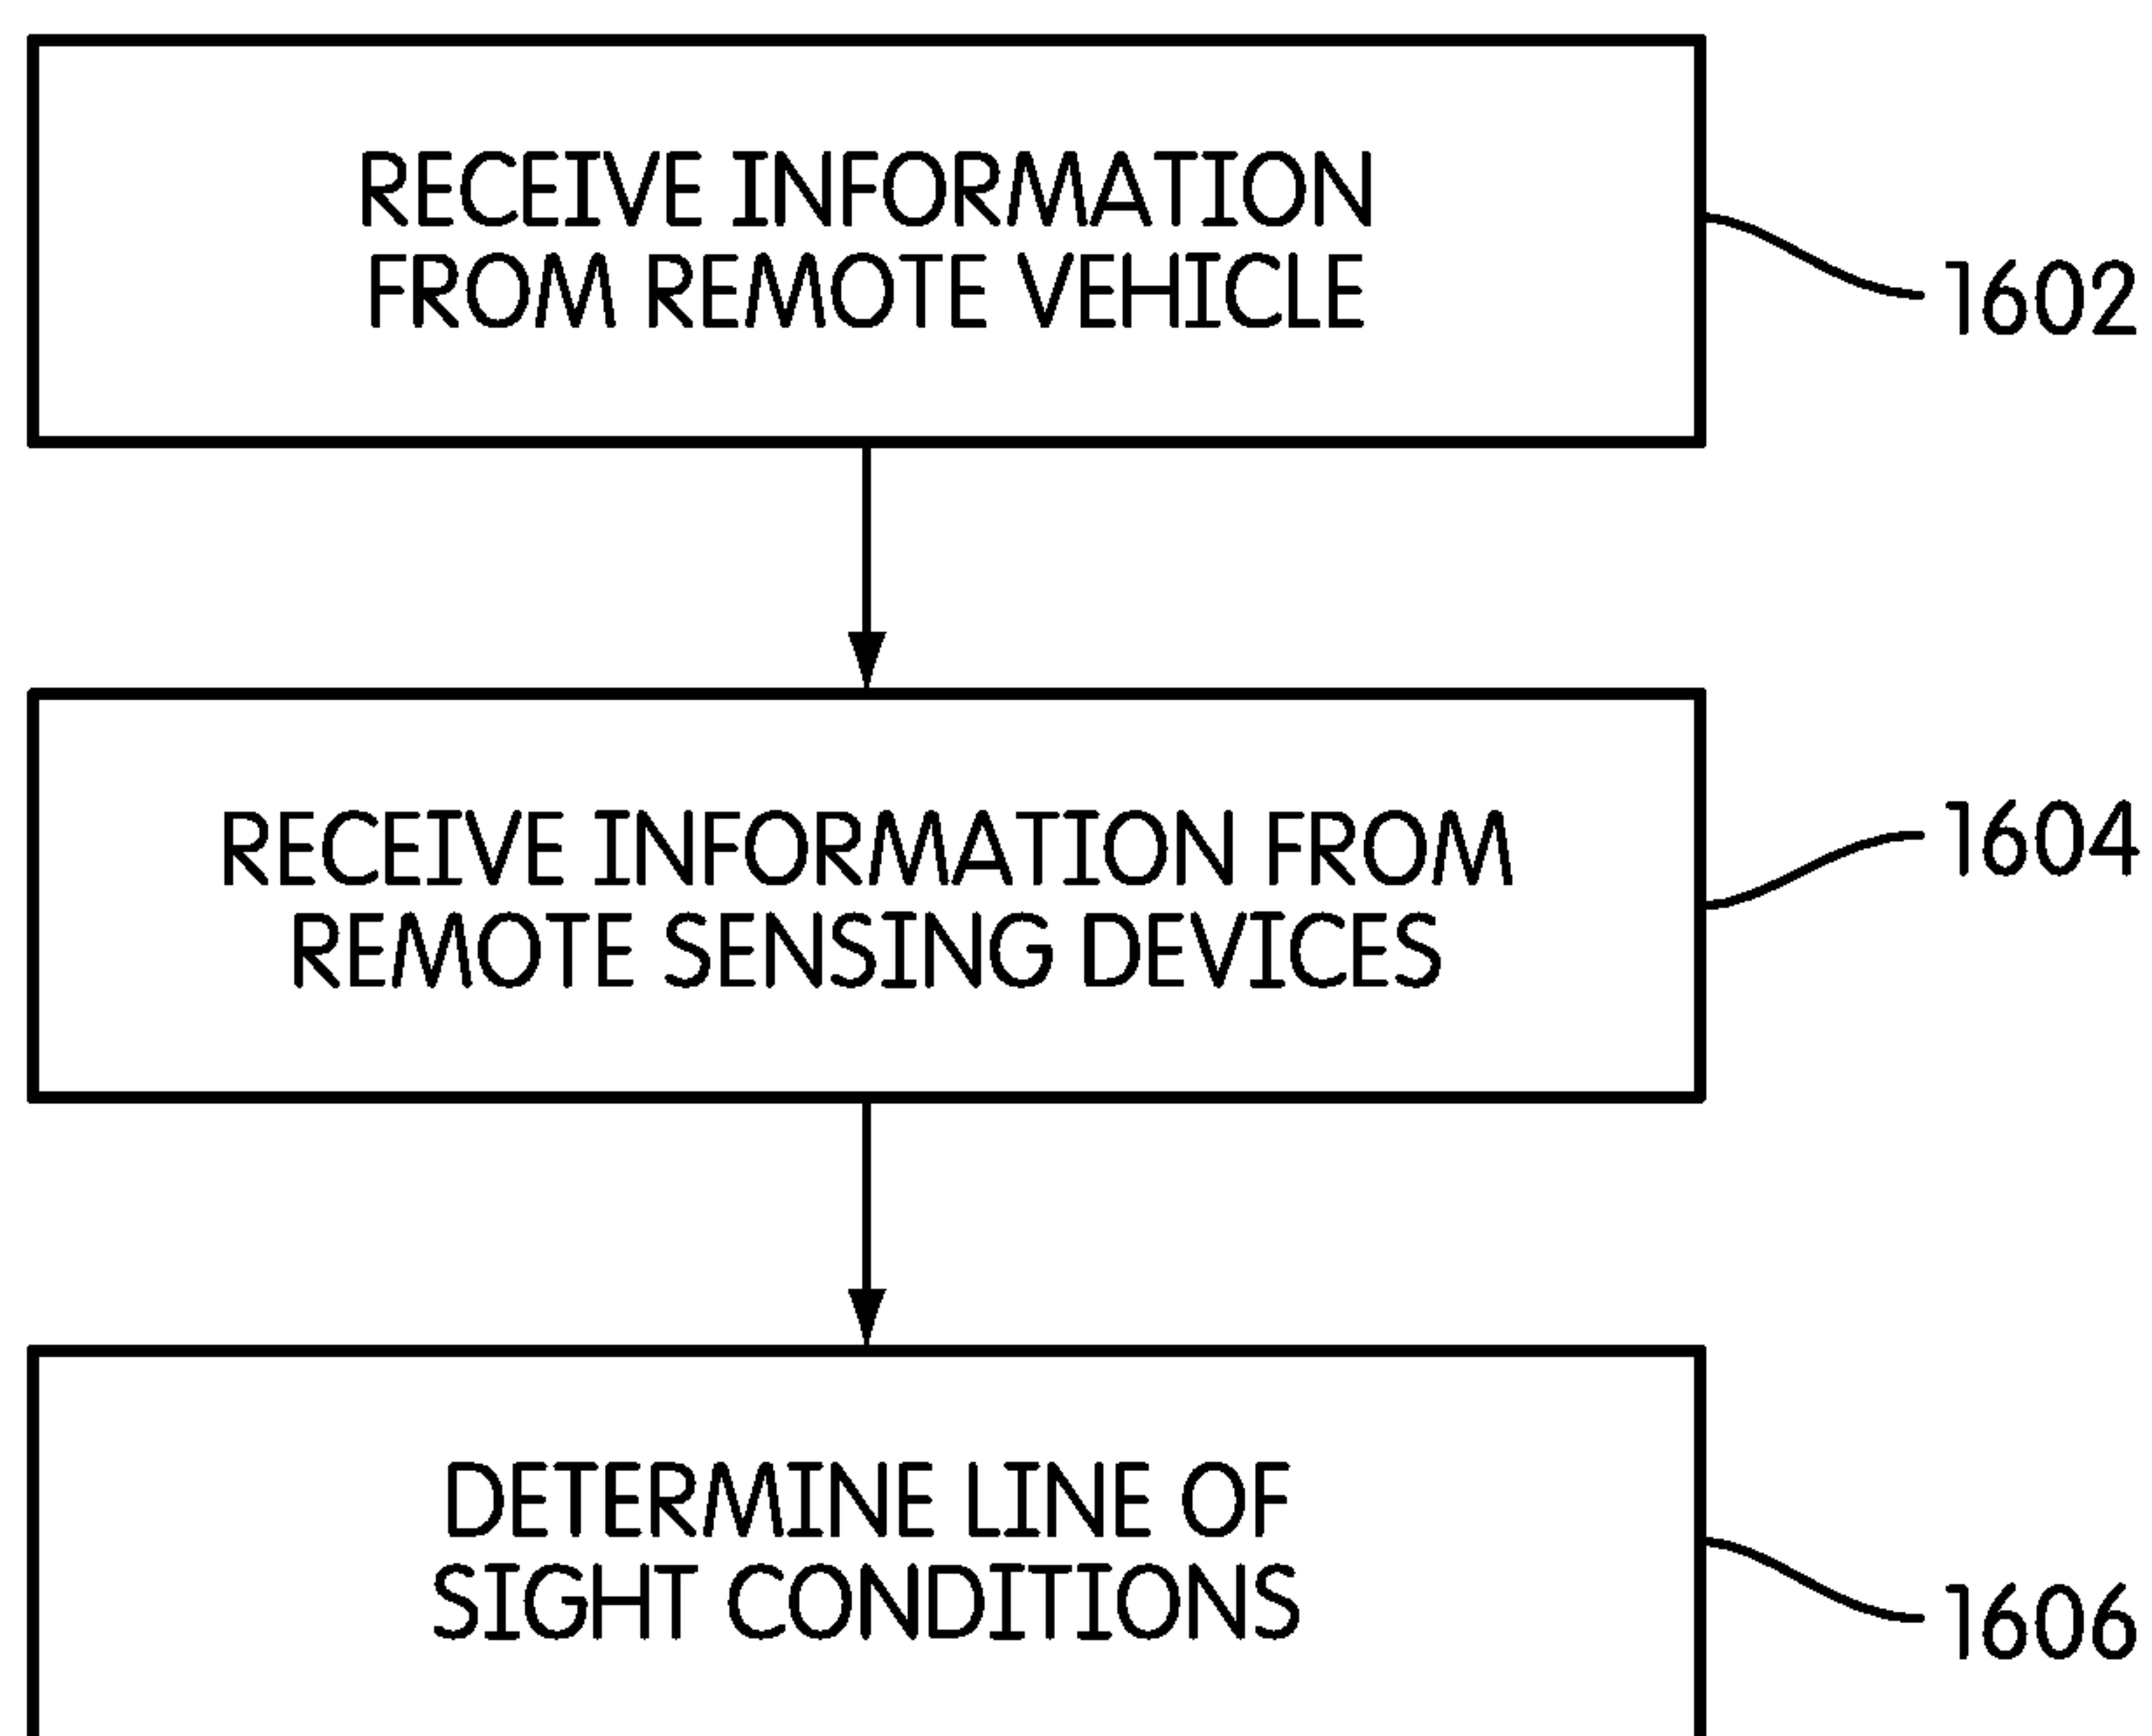 RECEIVE INFORMATION
FROM REMOTE VEHICLE
1602
RECEIVE INFORMATION FROM
REMOTE SENSING DEVICES
1604
DETERMINE LINE OF
SIGHT CONDITIONS
1606